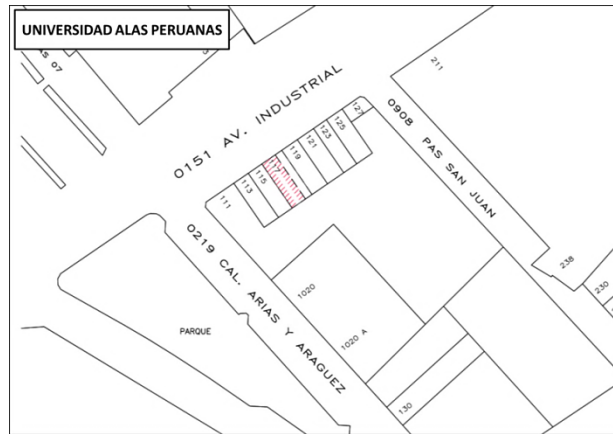 UNIVERSIDAD ALAS PERUANAS
07
211
0151 AV. INDUSTRIAL
127
125
123
121
119
117
115
113
111
0908 PAS SAN JUAN
0219 CAL. ARIAS Y ARAGUEZ
238
230
1020
PARQUE
1020 A
130